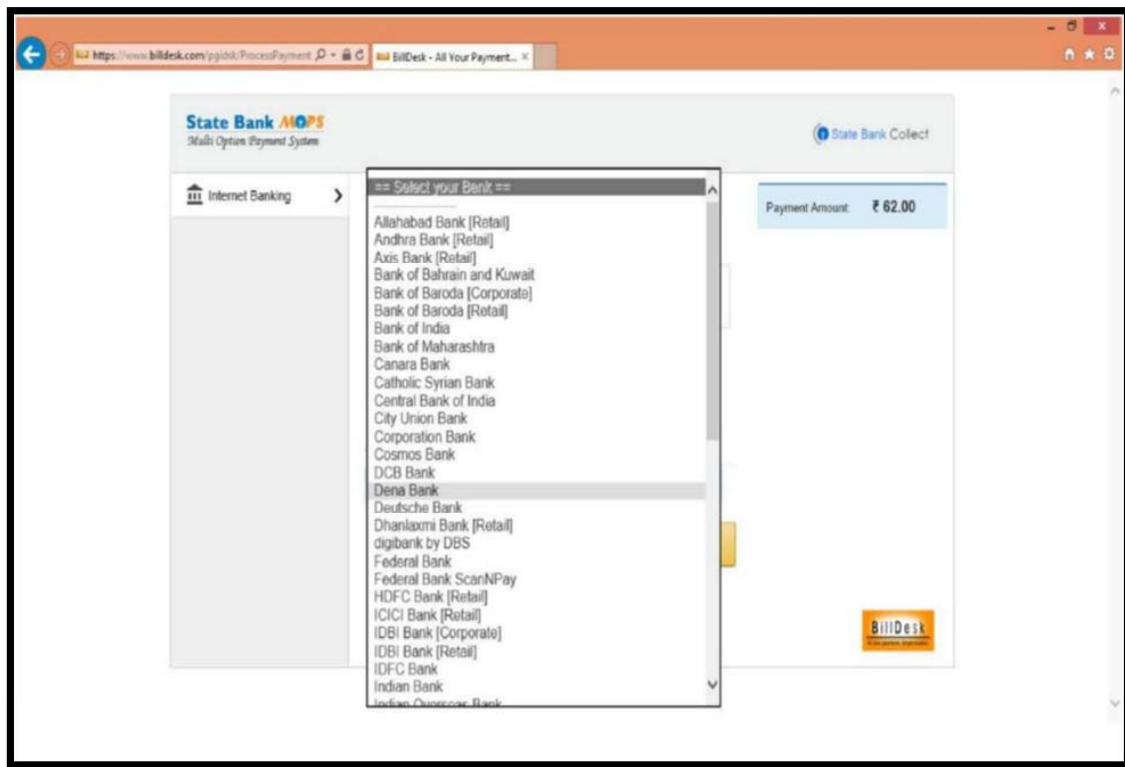 https://www.billdesk.com/pgidsk/ProcessPayment
BillDesk - All Your Payment...
State Bank MOPS
Multi Option Payment System
State Bank Collect
Internet Banking
Payment Amount: ₹ 62.00
== Select your Bank ==
Allahabad Bank [Retail]
Andhra Bank [Retail]
Axis Bank [Retail]
Bank of Bahrain and Kuwait
Bank of Baroda [Corporate]
Bank of Baroda [Retail]
Bank of India
Bank of Maharashtra
Canara Bank
Catholic Syrian Bank
Central Bank of India
City Union Bank
Corporation Bank
Cosmos Bank
DCB Bank
Dena Bank
Deutsche Bank
Dhanlaxmi Bank [Retail]
digibank by DBS
Federal Bank
Federal Bank ScanNPay
HDFC Bank [Retail]
ICICI Bank [Retail]
IDBI Bank [Corporate]
IDBI Bank [Retail]
IDFC Bank
Indian Bank
Indian Overseas Bank
BillDesk